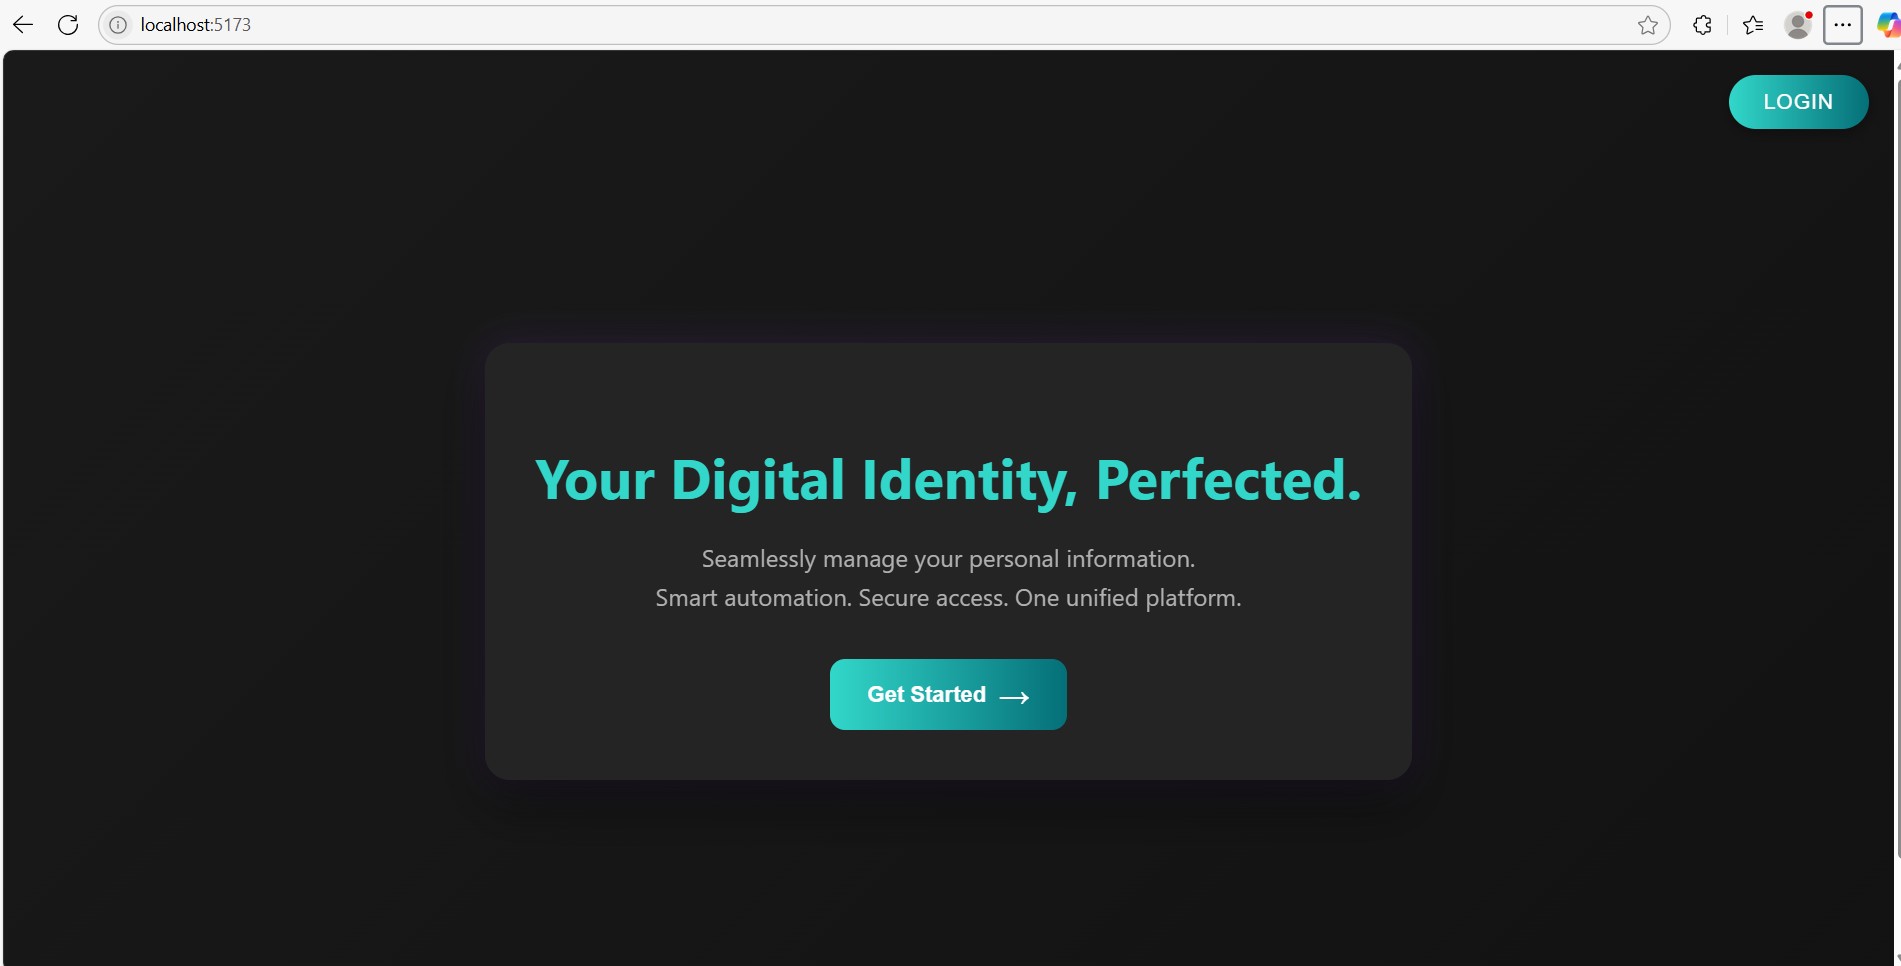 localhost:5173
LOGIN
Your Digital Identity, Perfected.
Seamlessly manage your personal information.
Smart automation. Secure access. One unified platform.
Get Started →